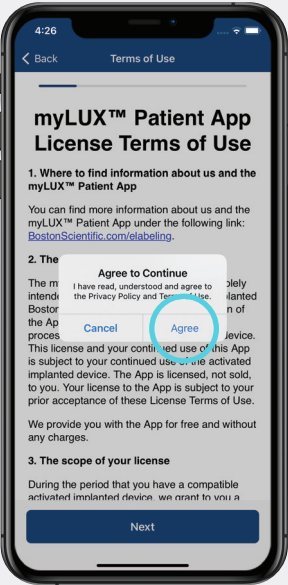 4:26
Back
Terms of Use
myLUX™ Patient App
License Terms of Use
1. Where to find information about us and the
myLUX™ Patient App
You can find more information about us and the
myLUX™ Patient App under the following link:
BostonScientific.com/elabeling.
2. The
Agree to Continue
I have read, understood and agree to
the Privacy Policy and Terms of Use.
Cancel
Agree
The m
olely
intende
planted
Boston
n of
the Ap
proces
device.
This license and your continued use of this App
is subject to your continued use of the activated
implanted device. The App is licensed, not sold,
to you. Your license to the App is subject to your
prior acceptance of these License Terms of Use.
We provide you with the App for free and without
any charges.
3. The scope of your license
During the period that you have a compatible
activated implanted device, we grant to you a
Next